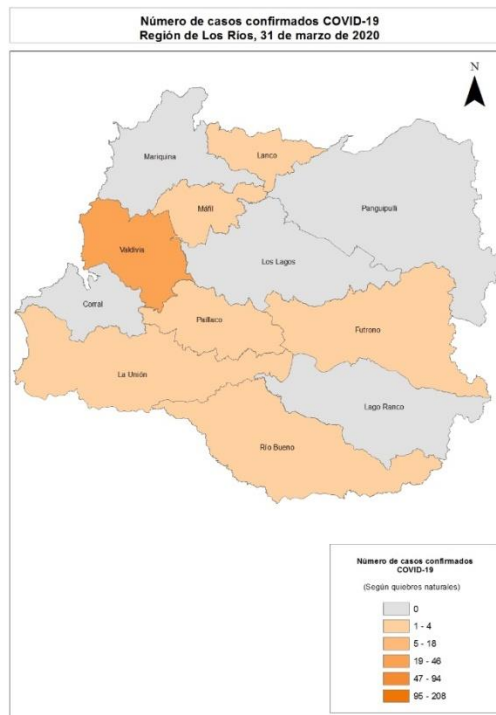 Número de casos confirmados COVID-19
Región de Los Ríos, 31 de marzo de 2020
N
Mariquina
Lanco
Máfil
Panguipulli
Valdivia
Los Lagos
Corral
Paillaco
Futrono
La Unión
Lago Ranco
Río Bueno
Número de casos confirmados
COVID-19
(Según quiebres naturales)
0
1 - 4
5 - 18
19 - 46
47 - 94
95 - 208